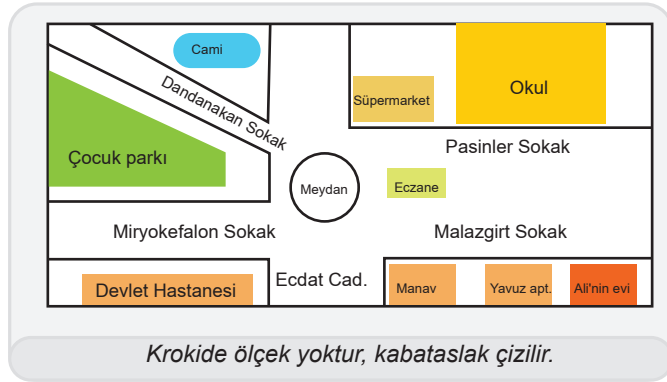 Cami
Dandanakan Sokak
Çocuk parkı
Süpermarket
Okul
Pasinler Sokak
Meydan
Eczane
Miryokefalon Sokak
Malazgirt Sokak
Devlet Hastanesi
Ecdat Cad.
Manav
Yavuz apt.
Ali'nin evi
Krokide ölçek yoktur, kabataslak çizilir.